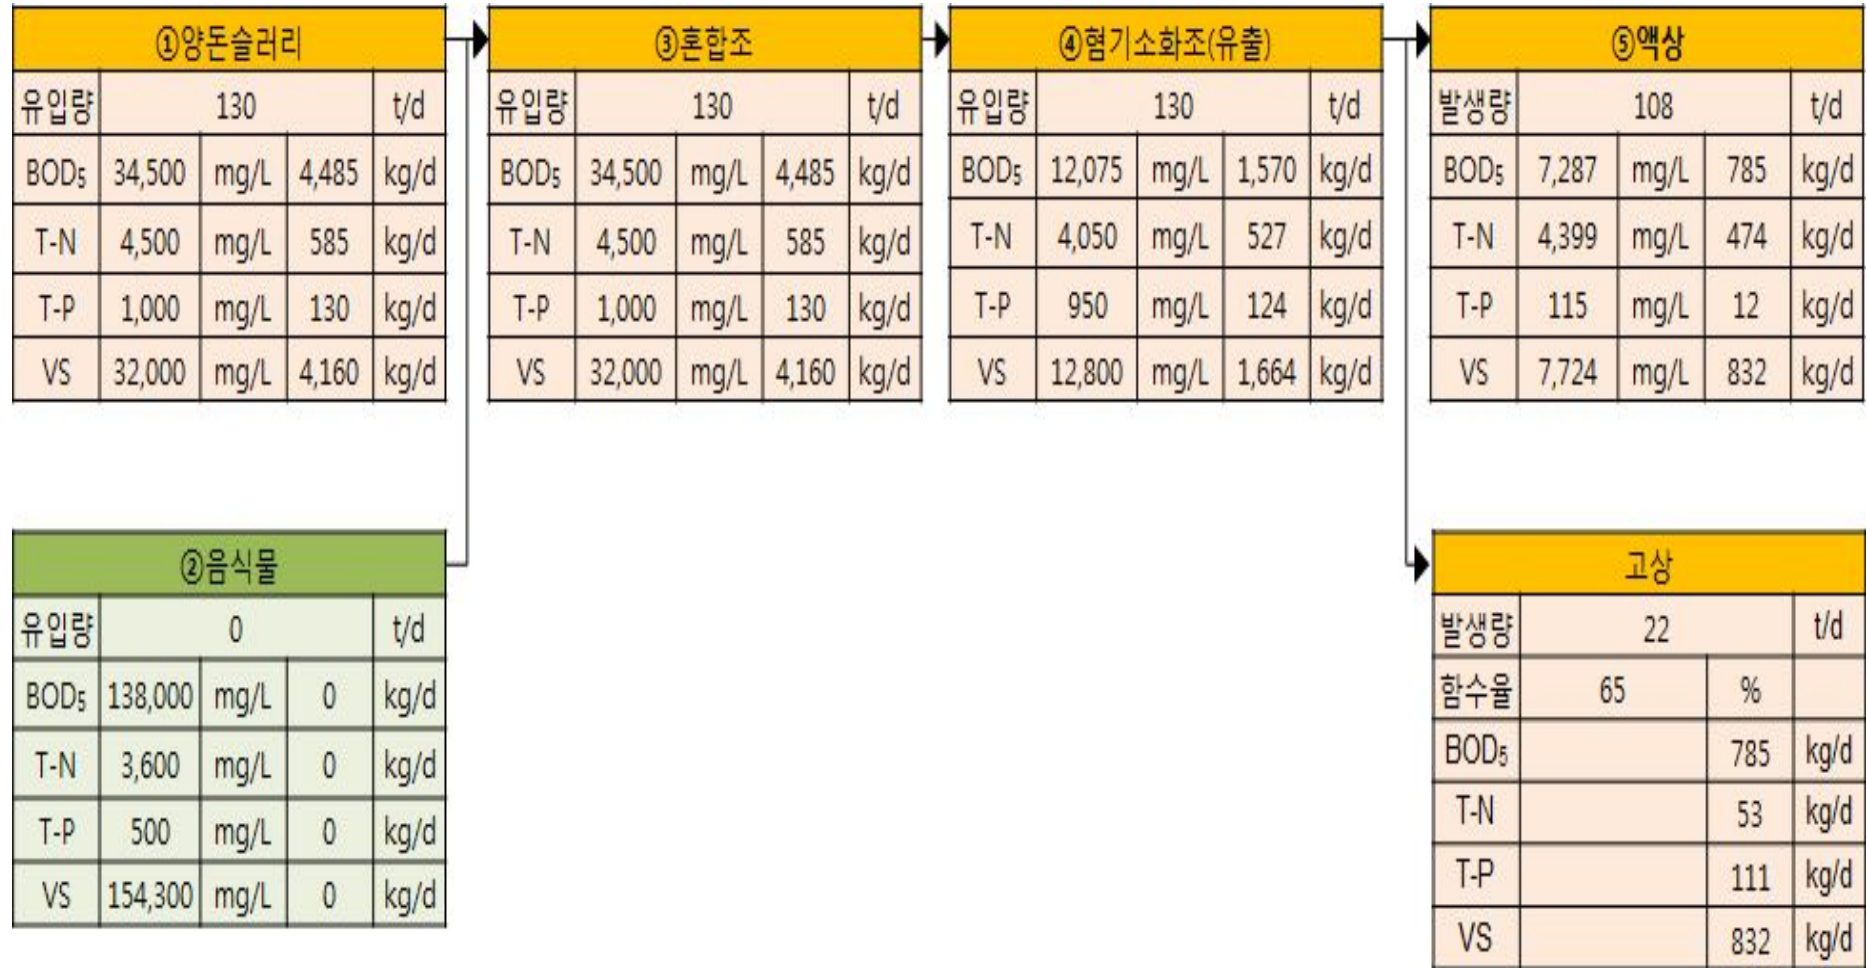 ①양돈슬러리
유입량 130 t/d
BOD₅ 34,500 mg/L 4,485 kg/d
T-N 4,500 mg/L 585 kg/d
T-P 1,000 mg/L 130 kg/d
VS 32,000 mg/L 4,160 kg/d
③혼합조
유입량 130 t/d
BOD₅ 34,500 mg/L 4,485 kg/d
T-N 4,500 mg/L 585 kg/d
T-P 1,000 mg/L 130 kg/d
VS 32,000 mg/L 4,160 kg/d
④혐기소화조(유출)
유입량 130 t/d
BOD₅ 12,075 mg/L 1,570 kg/d
T-N 4,050 mg/L 527 kg/d
T-P 950 mg/L 124 kg/d
VS 12,800 mg/L 1,664 kg/d
⑤액상
발생량 108 t/d
BOD₅ 7,287 mg/L 785 kg/d
T-N 4,399 mg/L 474 kg/d
T-P 115 mg/L 12 kg/d
VS 7,724 mg/L 832 kg/d
②음식물
유입량 0 t/d
BOD₅ 138,000 mg/L 0 kg/d
T-N 3,600 mg/L 0 kg/d
T-P 500 mg/L 0 kg/d
VS 154,300 mg/L 0 kg/d
고상
발생량 22 t/d
함수율 65 %
BOD₅ 785 kg/d
T-N 53 kg/d
T-P 111 kg/d
VS 832 kg/d